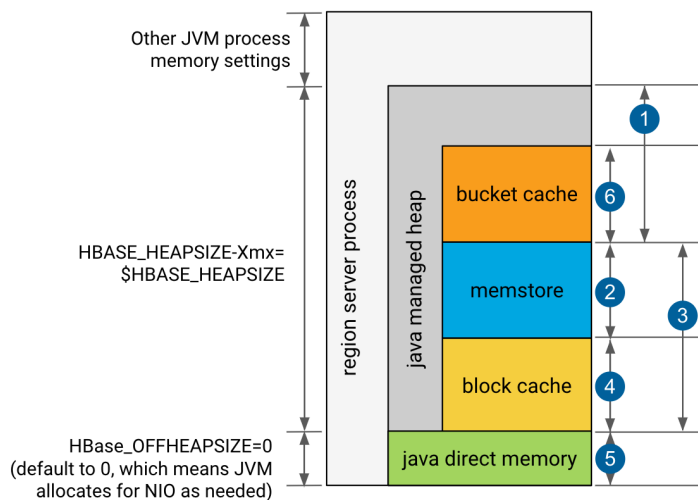 Other JVM process
memory settings
HBASE_HEAPSIZE-Xmx=
$HBASE_HEAPSIZE
HBase_OFFHEAPSIZE=0
(default to 0, which means JVM
allocates for NIO as needed)
region server process
java managed heap
bucket cache
memstore
block cache
java direct memory
1
6
2
3
4
5